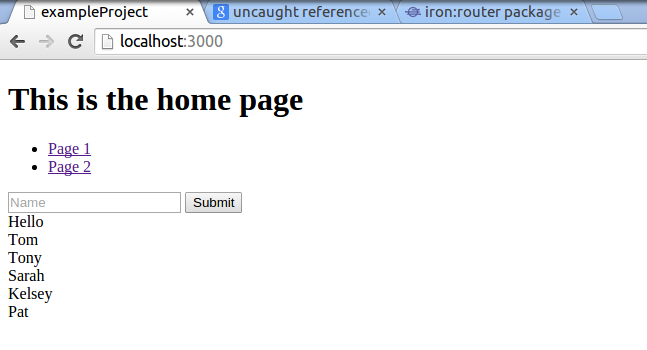 exampleProject
uncaught reference
iron:router package
localhost:3000
This is the home page
Page 1
Page 2
Name Submit
Hello
Tom
Tony
Sarah
Kelsey
Pat